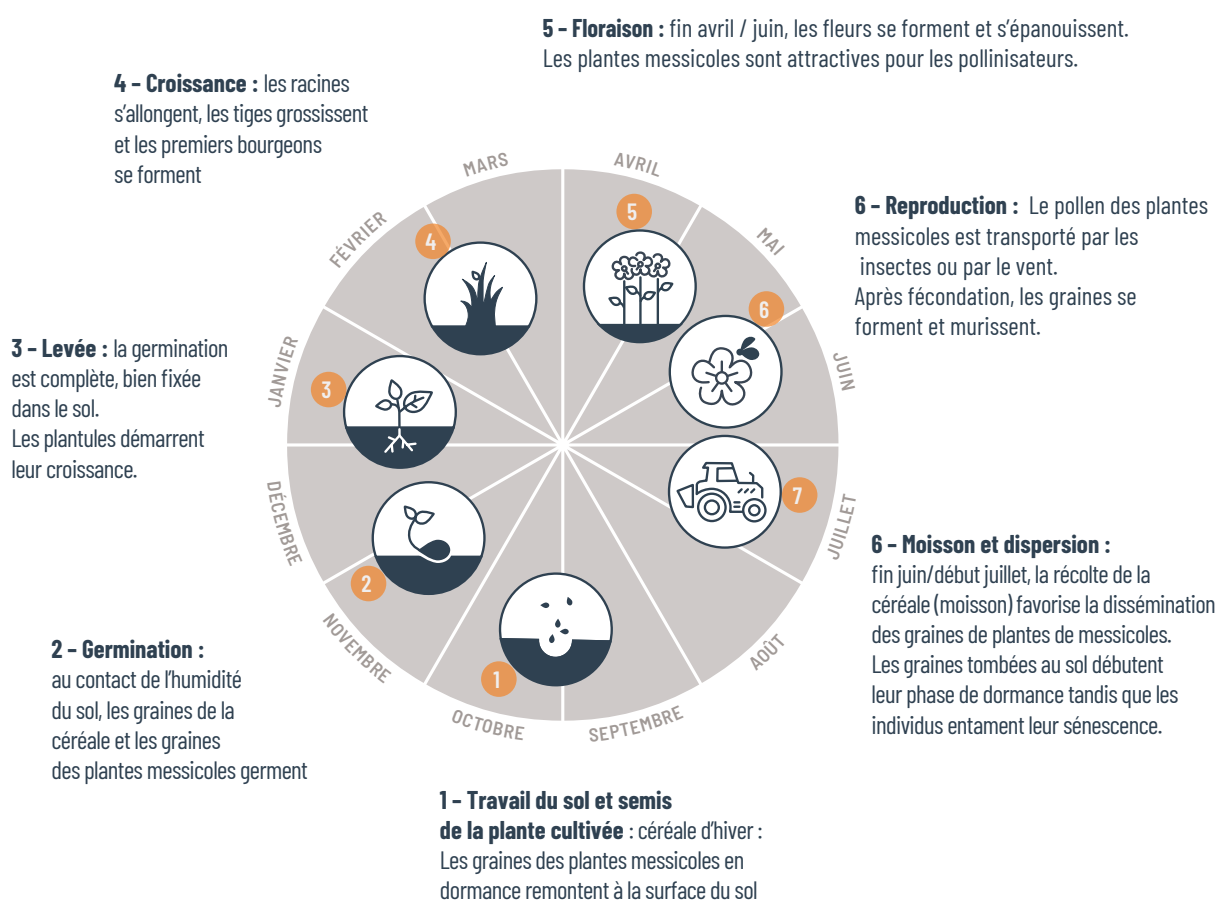 5 – Floraison : fin avril / juin, les fleurs se forment et s’épanouissent.
Les plantes messicoles sont attractives pour les pollinisateurs.
4 – Croissance : les racines
s’allongent, les tiges grossissent
et les premiers bourgeons
se forment
MARS
AVRIL
FÉVRIER
MAI
JANVIER
JUIN
DÉCEMBRE
JUILLET
NOVEMBRE
AOÛT
OCTOBRE
SEPTEMBRE
5
4
6
3
7
2
1
6 – Reproduction : Le pollen des plantes
messicoles est transporté par les
insectes ou par le vent.
Après fécondation, les graines se
forment et murissent.
3 – Levée : la germination
est complète, bien fixée
dans le sol.
Les plantules démarrent
leur croissance.
6 – Moisson et dispersion :
fin juin/début juillet, la récolte de la
céréale (moisson) favorise la dissémination
des graines de plantes de messicoles.
Les graines tombées au sol débutent
leur phase de dormance tandis que les
individus entament leur sénescence.
2 – Germination :
au contact de l’humidité
du sol, les graines de la
céréale et les graines
des plantes messicoles germent
1 – Travail du sol et semis
de la plante cultivée : céréale d’hiver :
Les graines des plantes messicoles en
dormance remontent à la surface du sol